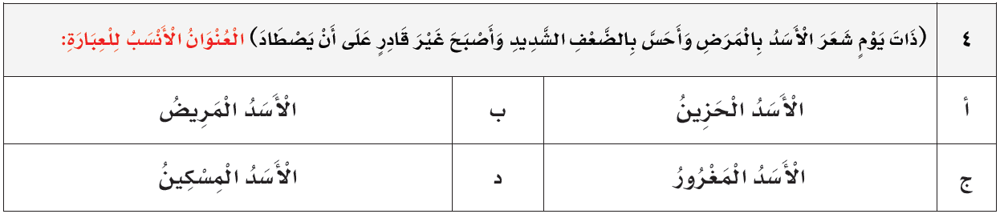 ٤ (ذَاتَ يَوْمٍ شَعَرَ الْأَسَدُ بِالْمَرَضِ وَأَحَسَّ بِالضَّعْفِ الشَّدِيدِ وَأَصْبَحَ غَيْرَ قَادِرٍ عَلَى أَنْ يَصْطَادَ) الْعُنْوَانُ الْأَنْسَبُ لِلْعِبَارَةِ:
أ الْأَسَدُ الْحَزِينُ ب الْأَسَدُ الْمَرِيضُ
ج الْأَسَدُ الْمَغْرُورُ د الْأَسَدُ الْمِسْكِينُ